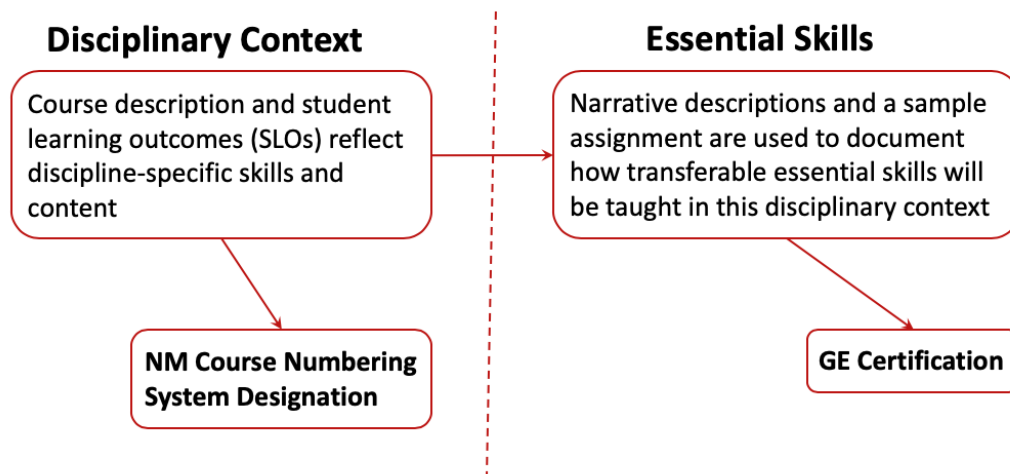 Disciplinary Context
Course description and student
learning outcomes (SLOs) reflect
discipline-specific skills and
content
NM Course Numbering
System Designation
Essential Skills
Narrative descriptions and a sample
assignment are used to document
how transferable essential skills will
be taught in this disciplinary context
GE Certification